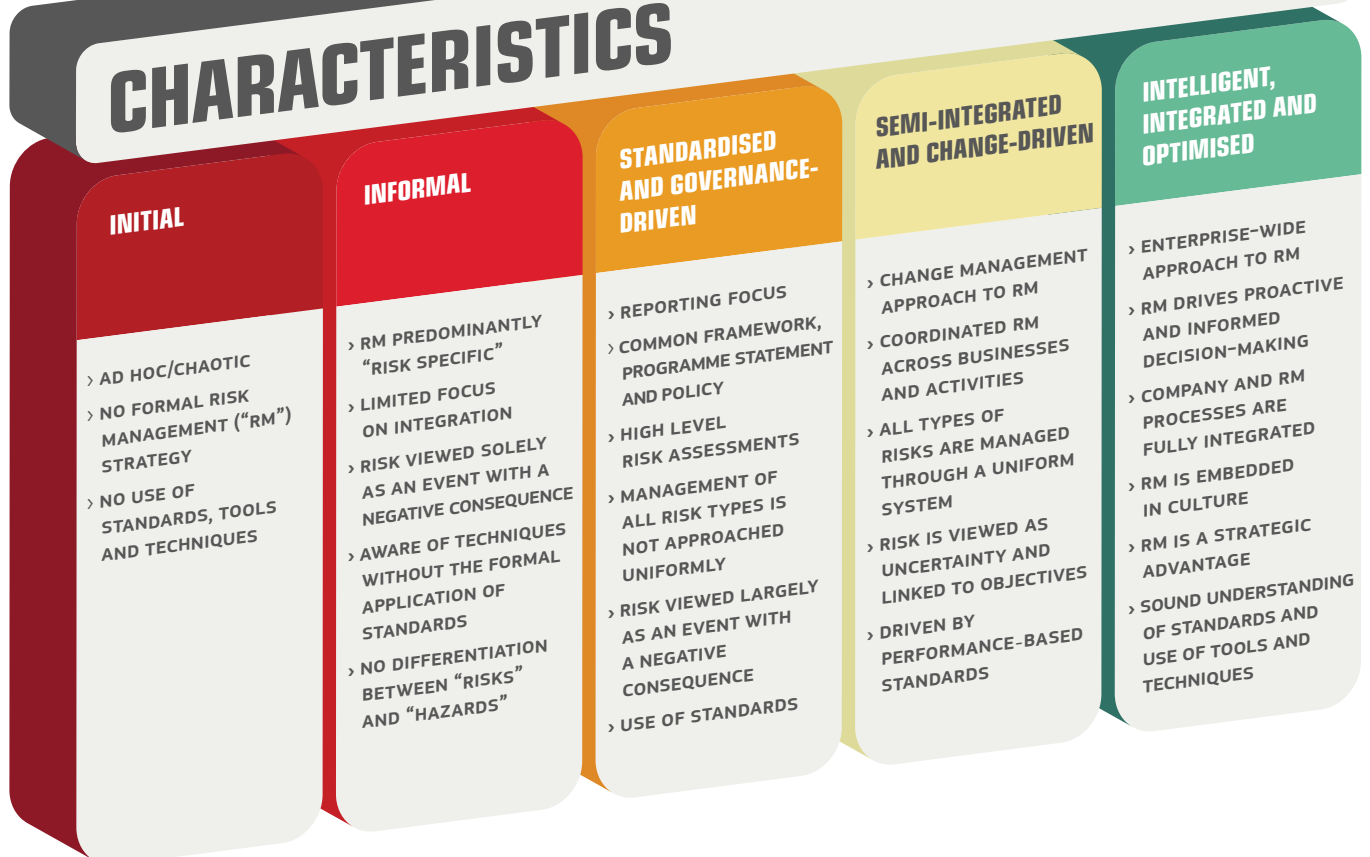 CHARACTERISTICS
INITIAL
› AD HOC/CHAOTIC
› NO FORMAL RISK
MANAGEMENT (“RM”)
STRATEGY
› NO USE OF
STANDARDS, TOOLS
AND TECHNIQUES
INFORMAL
› RM PREDOMINANTLY
“RISK SPECIFIC”
› LIMITED FOCUS
ON INTEGRATION
› RISK VIEWED SOLELY
AS AN EVENT WITH A
NEGATIVE CONSEQUENCE
› AWARE OF TECHNIQUES
WITHOUT THE FORMAL
APPLICATION OF
STANDARDS
› NO DIFFERENTIATION
BETWEEN “RISKS”
AND “HAZARDS”
STANDARDISED
AND GOVERNANCE-
DRIVEN
› REPORTING FOCUS
› COMMON FRAMEWORK,
PROGRAMME STATEMENT
AND POLICY
› HIGH LEVEL
RISK ASSESSMENTS
› MANAGEMENT OF
ALL RISK TYPES IS
NOT APPROACHED
UNIFORMLY
› RISK VIEWED LARGELY
AS AN EVENT WITH
A NEGATIVE
CONSEQUENCE
› USE OF STANDARDS
SEMI-INTEGRATED
AND CHANGE-DRIVEN
› CHANGE MANAGEMENT
APPROACH TO RM
› COORDINATED RM
ACROSS BUSINESSES
AND ACTIVITIES
› ALL TYPES OF
RISKS ARE MANAGED
THROUGH A UNIFORM
SYSTEM
› RISK IS VIEWED AS
UNCERTAINTY AND
LINKED TO OBJECTIVES
› DRIVEN BY
PERFORMANCE-BASED
STANDARDS
INTELLIGENT,
INTEGRATED AND
OPTIMISED
› ENTERPRISE-WIDE
APPROACH TO RM
› RM DRIVES PROACTIVE
AND INFORMED
DECISION-MAKING
› COMPANY AND RM
PROCESSES ARE
FULLY INTEGRATED
› RM IS EMBEDDED
IN CULTURE
› RM IS A STRATEGIC
ADVANTAGE
› SOUND UNDERSTANDING
OF STANDARDS AND
USE OF TOOLS AND
TECHNIQUES